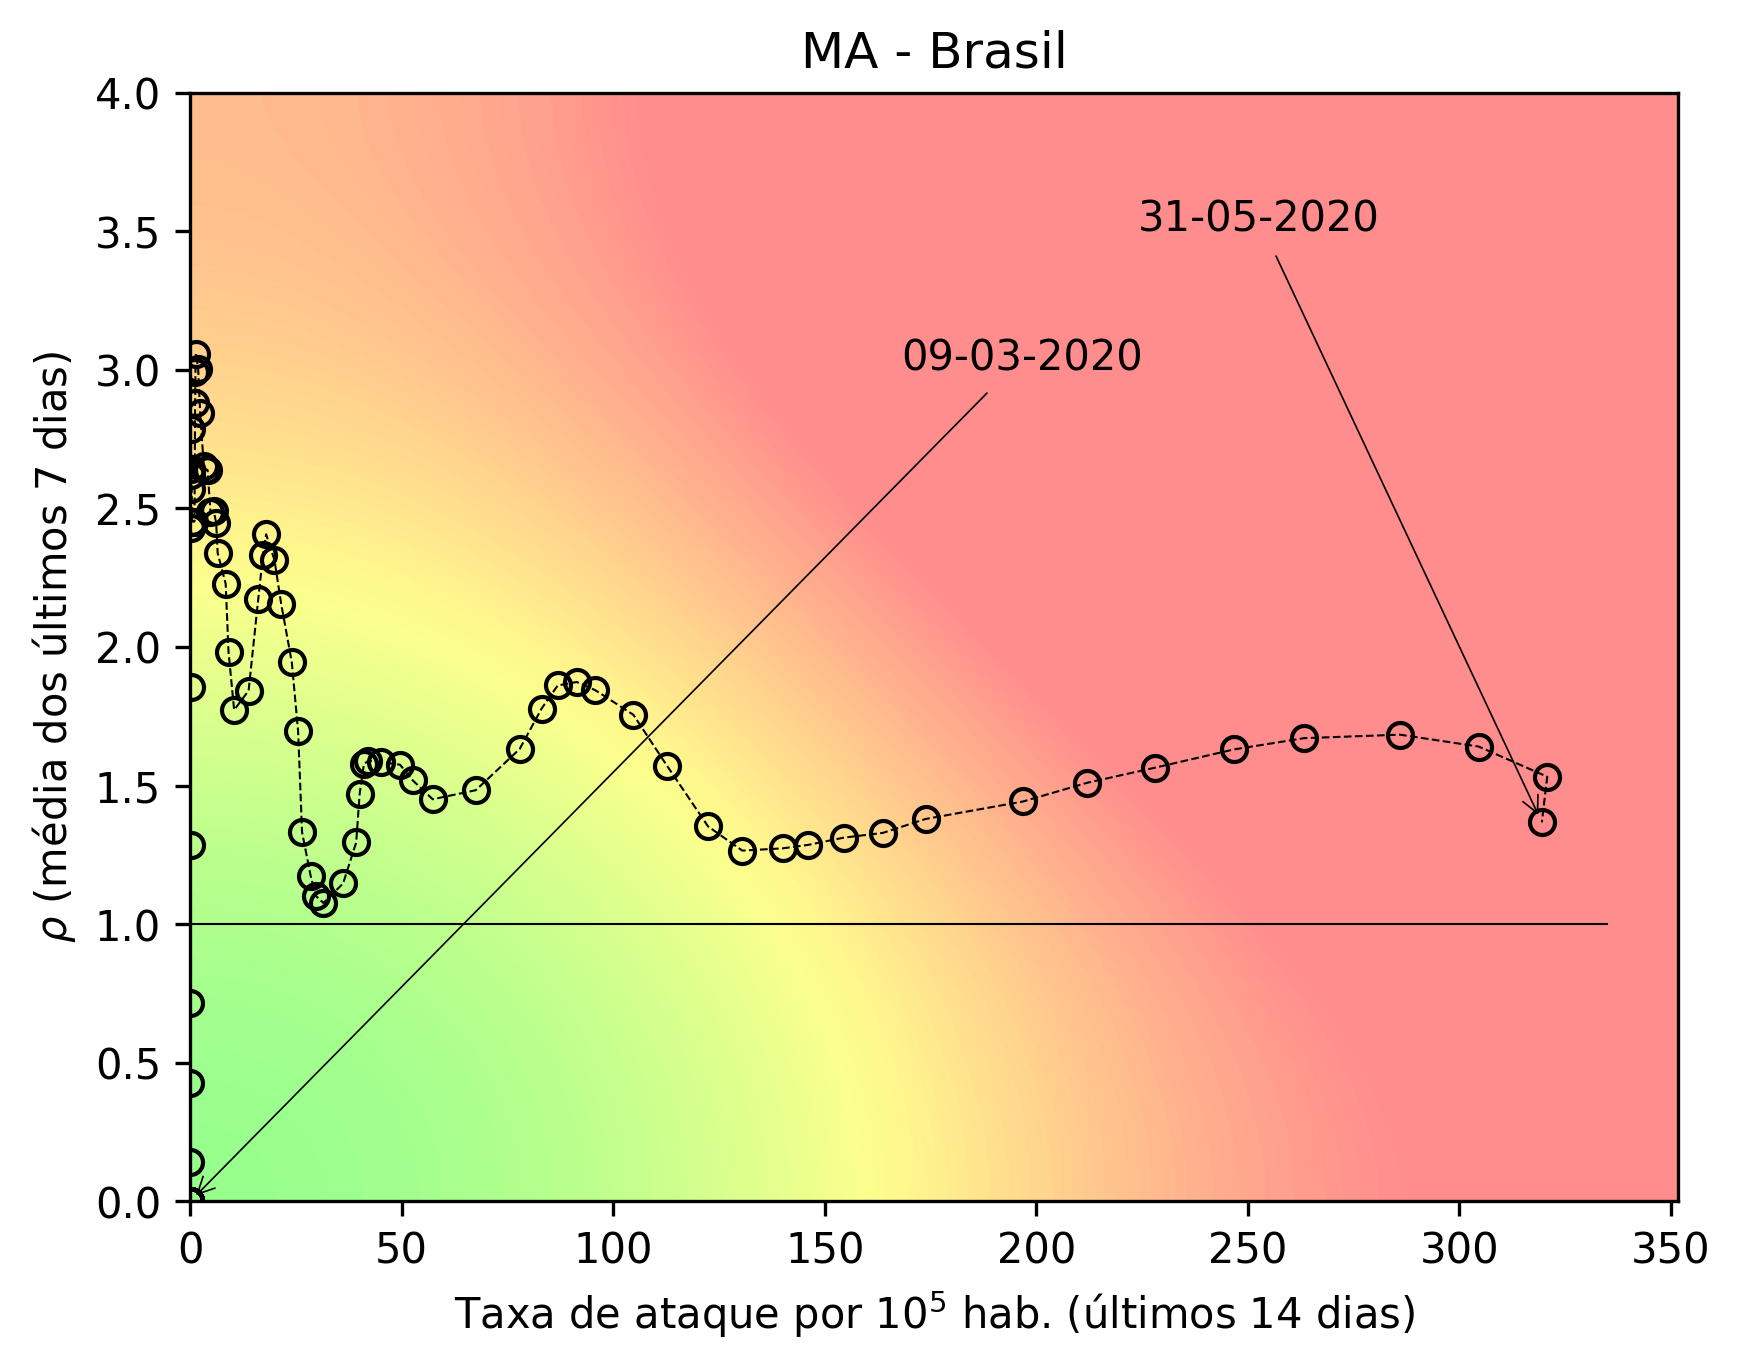 MA - Brasil
4.0
3.5
3.0
2.5
2.0
1.5
1.0
0.5
0.0
ρ (média dos últimos 7 dias)
31-05-2020
09-03-2020
0 50 100 150 200 250 300 350
Taxa de ataque por 10⁵ hab. (últimos 14 dias)